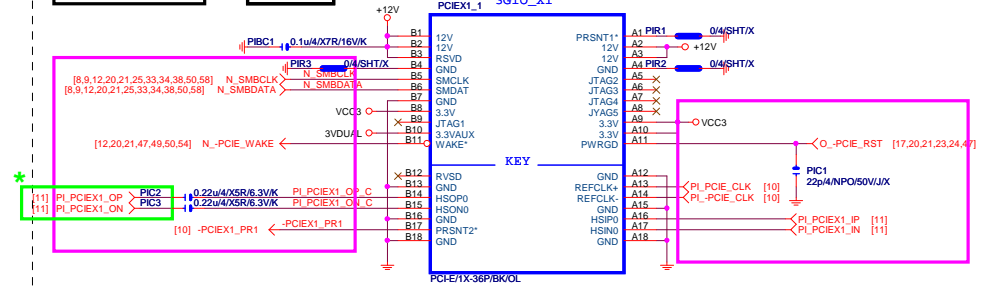 PCIEX1_1
3GIO_X1
+12V
PIBC1 0.1u/4/X7R/16V/K
B1 12V
B2 12V
B3 RSVD
PIR3 0/4/SHT/X
B4 GND
[8,9,12,20,21,25,33,34,38,50,58] N_SMBCLK N_SMBCLK B5 SMCLK
[8,9,12,20,21,25,33,34,38,50,58] N_SMBDATA N_SMBDATA B6 SMDAT
B7 GND
VCC3 B8 3.3V
B9 JTAG1
3VDUAL B10 3.3VAUX
[12,20,21,47,49,50,54] N_-PCIE_WAKE B11 WAKE*
KEY
B12 RVSD
B13 GND
* [11] PI_PCIEX1_OP PIC2 0.22u/4/X5R/6.3V/K PI_PCIEX1_OP_C B14 HSOP0
[11] PI_PCIEX1_ON PIC3 0.22u/4/X5R/6.3V/K PI_PCIEX1_ON_C B15 HSON0
B16 GND
[10] -PCIEX1_PR1 -PCIEX1_PR1 B17 PRSNT2*
B18 GND
PRSNT1* A1 PIR1 0/4/SHT/X
12V A2 +12V
12V A3
GND A4 PIR2 0/4/SHT/X
JTAG2 A5
JTAG3 A6
JTAG4 A7
JYAG5 A8
3.3V A9 VCC3
3.3V A10
PWRGD A11 O_-PCIE_RST [17,20,21,23,24,47]
PIC1
22p/4/NPO/50V/J/X
GND A12
REFCLK+ A13 PI_PCIE_CLK [10]
REFCLK- A14 PI_-PCIE_CLK [10]
GND A15
HSIP0 A16 PI_PCIEX1_IP [11]
HSIN0 A17 PI_PCIEX1_IN [11]
GND A18
PCI-E/1X-36P/BK/OL